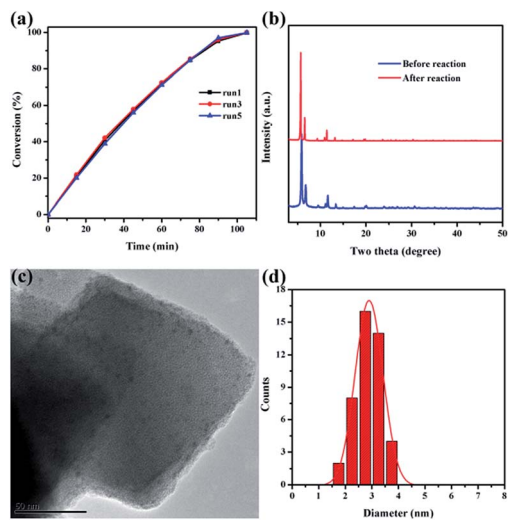 (a)
100
80
60
40
20
0
Conversion (%)
run1
run3
run5
0 20 40 60 80 100
Time (min)
(b)
Intensity (a.u.)
Before reaction
After reaction
10 20 30 40 50
Two theta (degree)
(c)
50 nm
(d)
18
15
12
9
6
3
0
Counts
0 1 2 3 4 5 6 7 8
Diameter (nm)